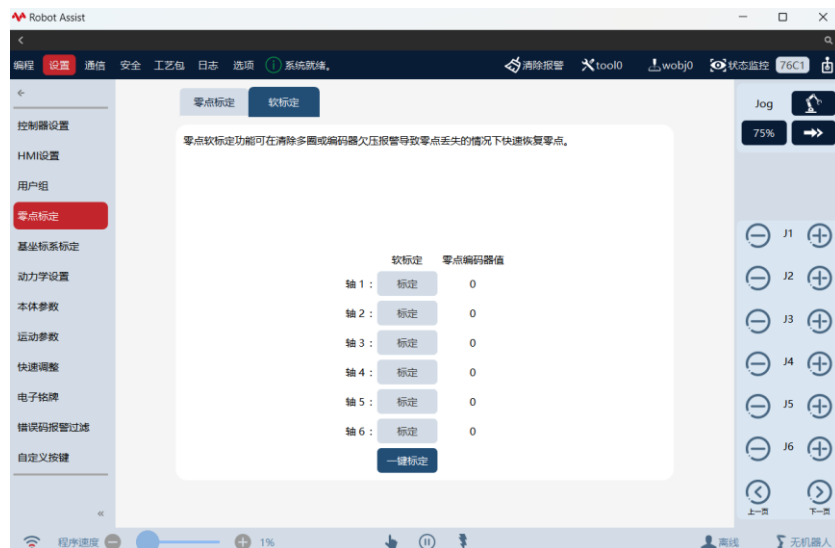 Robot Assist
编程 设置 通信 安全 工艺包 日志 选项 系统就绪。 清除报警 tool0 wobj0 状态监控 76C1
零点标定 软标定
Jog
75%
控制器设置
HMI设置
用户组
零点标定
基坐标系标定
动力学设置
本体参数
运动参数
快速调整
电子铭牌
错误码报警过滤
自定义按键
零点软标定功能可在清除多圈或编码器欠压报警导致零点丢失的情况下快速恢复零点。
软标定 零点编码器值
轴 1： 标定 0
轴 2： 标定 0
轴 3： 标定 0
轴 4： 标定 0
轴 5： 标定 0
轴 6： 标定 0
一键标定
J1
J2
J3
J4
J5
J6
上一页 下一页
程序速度 1% 离线 无机器人